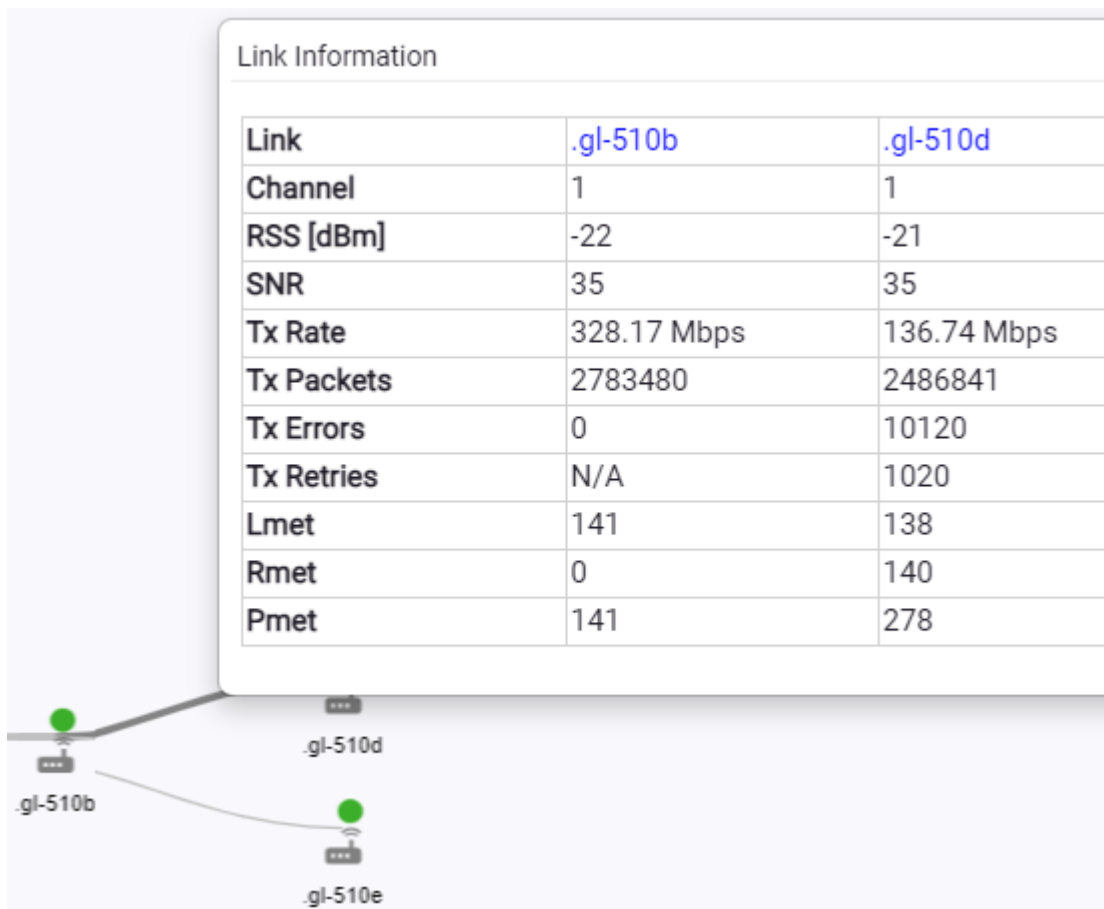 Link Information
Link .gl-510b .gl-510d
Channel 1 1
RSS [dBm] -22 -21
SNR 35 35
Tx Rate 328.17 Mbps 136.74 Mbps
Tx Packets 2783480 2486841
Tx Errors 0 10120
Tx Retries N/A 1020
Lmet 141 138
Rmet 0 140
Pmet 141 278
.gl-510d
.gl-510b
.gl-510e